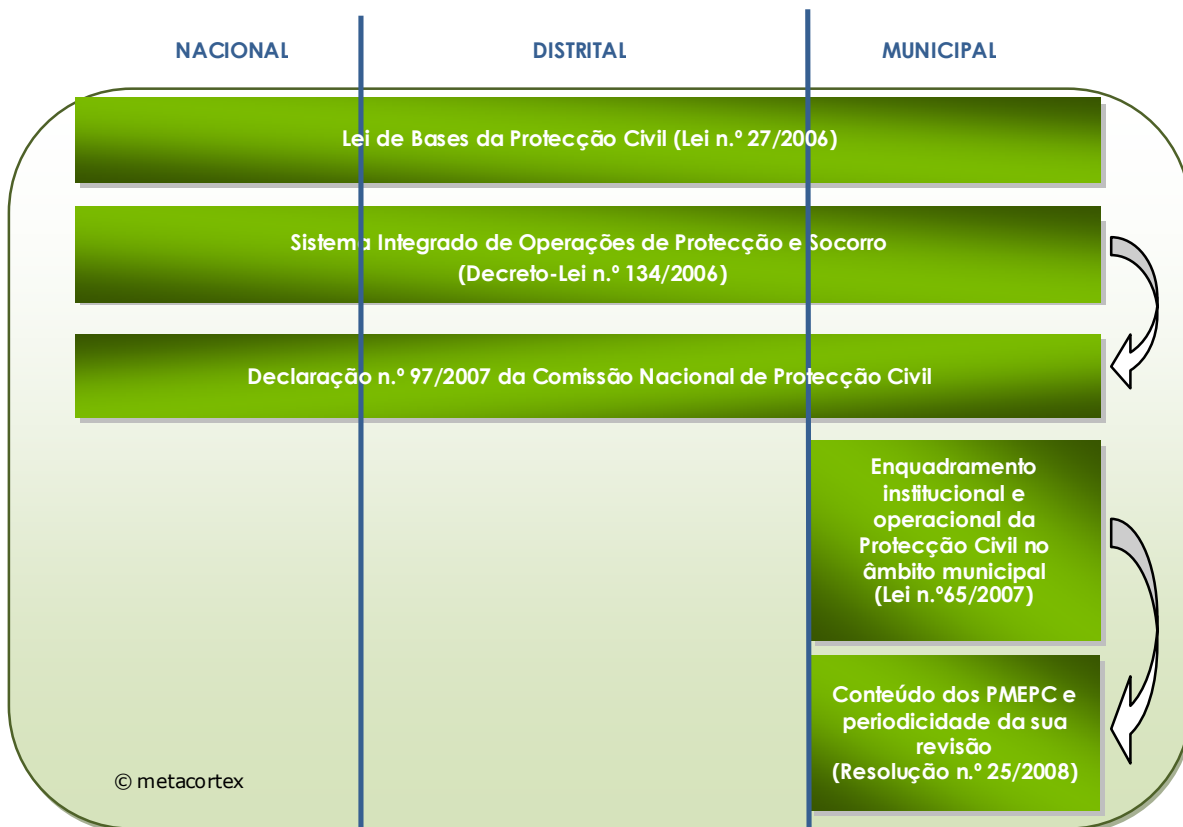 NACIONAL
DISTRITAL
MUNICIPAL
Lei de Bases da Protecção Civil (Lei n.º 27/2006)
Sistema Integrado de Operações de Protecção e Socorro
(Decreto-Lei n.º 134/2006)
Declaração n.º 97/2007 da Comissão Nacional de Protecção Civil
Enquadramento
institucional e
operacional da
Protecção Civil no
âmbito municipal
(Lei n.º65/2007)
Conteúdo dos PMEPC e
periodicidade da sua
revisão
(Resolução n.º 25/2008)
© metacortex